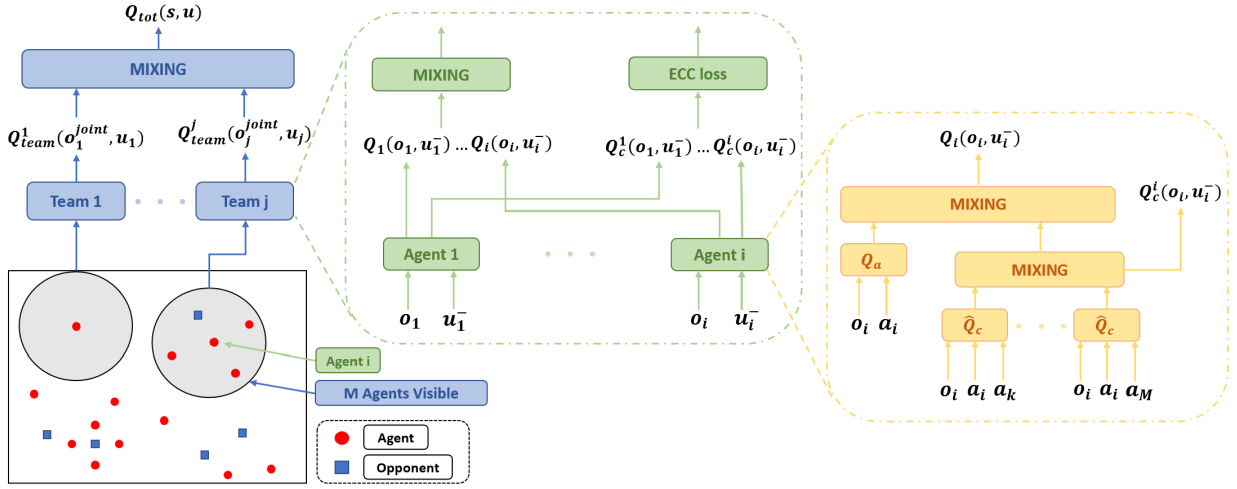 Q_tot(s, u)
MIXING
Q^1_team(o^joint_1, u_1)
Q^j_team(o^joint_j, u_j)
Team 1
Team j
Agent i
M Agents Visible
Agent
Opponent
MIXING
ECC loss
Q_1(o_1, u^-_1) ... Q_i(o_i, u^-_i)
Q^1_c(o_1, u^-_1) ... Q^i_c(o_i, u^-_i)
Agent 1
Agent i
o_1 u^-_1
o_i u^-_i
Q_i(o_i, u^-_i)
Q^i_c(o_i, u^-_i)
MIXING
Q_a
MIXING
o_i a_i
Q̂_c
Q̂_c
o_i a_i a_k
o_i a_i a_M